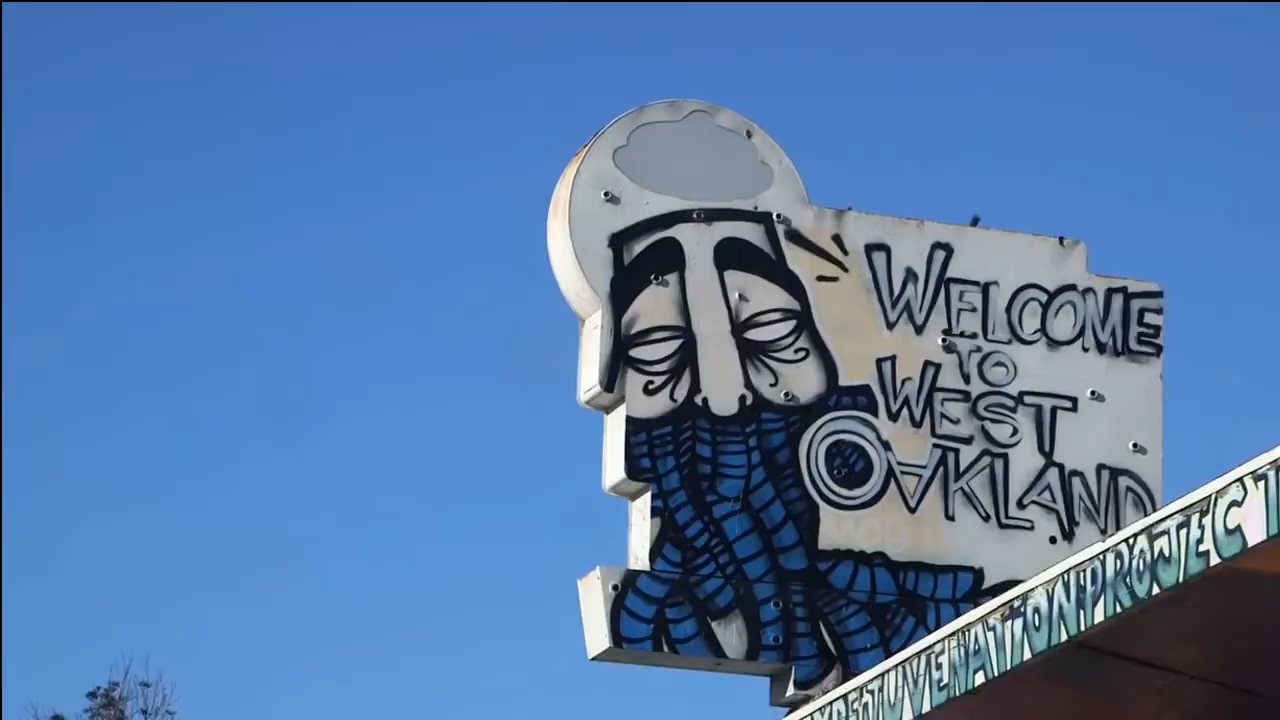 WELCOME
TO
WEST
OAKLAND
REJUVENATION PROJECT